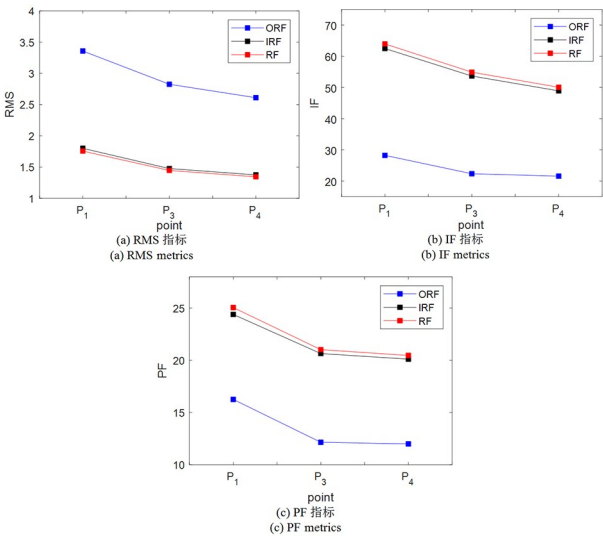 4
3.5
3
2.5
2
1.5
1
RMS
ORF
IRF
RF
P1 P3 P4
point
(a) RMS 指标
(a) RMS metrics
70
60
50
40
30
20
IF
ORF
IRF
RF
P1 P3 P4
point
(b) IF 指标
(b) IF metrics
25
20
15
10
PF
ORF
IRF
RF
P1 P3 P4
point
(c) PF 指标
(c) PF metrics